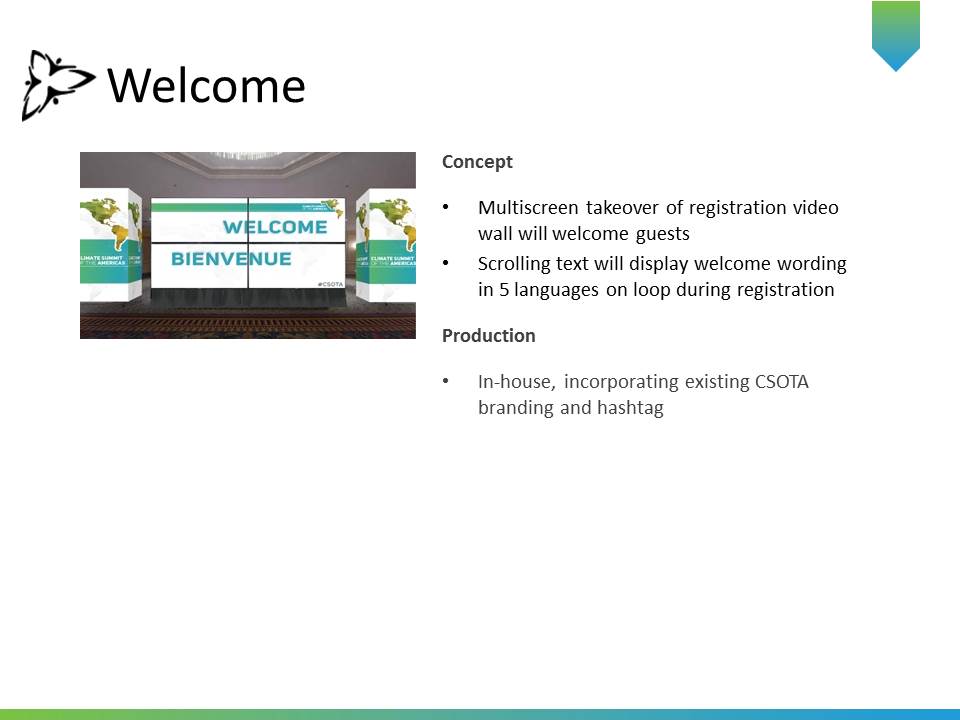 Welcome
WELCOME
BIENVENUE
#CSOTA
CLIMATE SUMMIT
OF THE AMERICAS
CLIMATE SUMMIT
OF THE AMERICAS
Concept
• Multiscreen takeover of registration video
wall will welcome guests
• Scrolling text will display welcome wording
in 5 languages on loop during registration
Production
• In-house, incorporating existing CSOTA
branding and hashtag